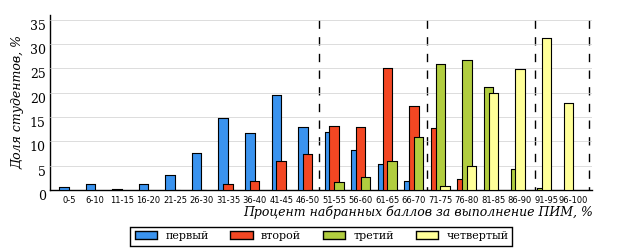 35
30
25
20
15
10
5
0
Доля студентов, %
0-5 6-10 11-15 16-20 21-25 26-30 31-35 36-40 41-45 46-50 51-55 56-60 61-65 66-70 71-75 76-80 81-85 86-90 91-95 96-100
Процент набранных баллов за выполнение ПИМ, %
первый второй третий четвертый